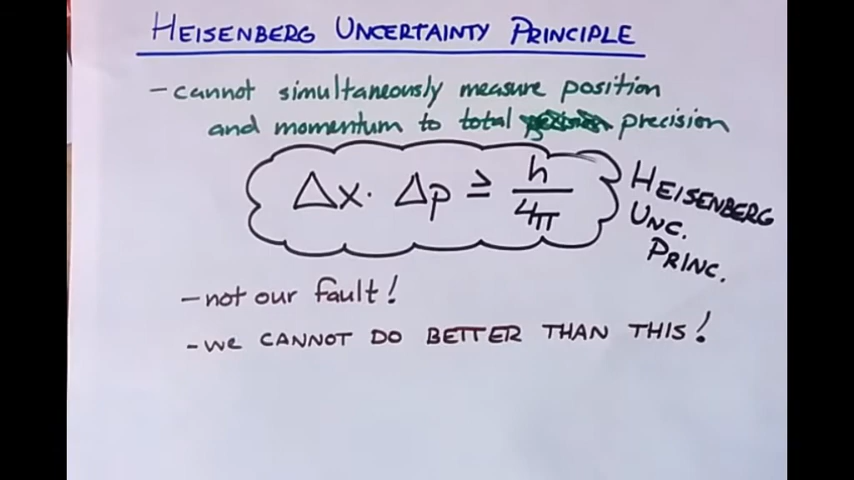 HEISENBERG UNCERTAINTY PRINCIPLE
- cannot simultaneously measure position
and momentum to total precision
Δx · Δp ≥ h/4π
HEISENBERG
UNC.
PRINC.
- not our fault!
- we CANNOT DO BETTER THAN THIS!